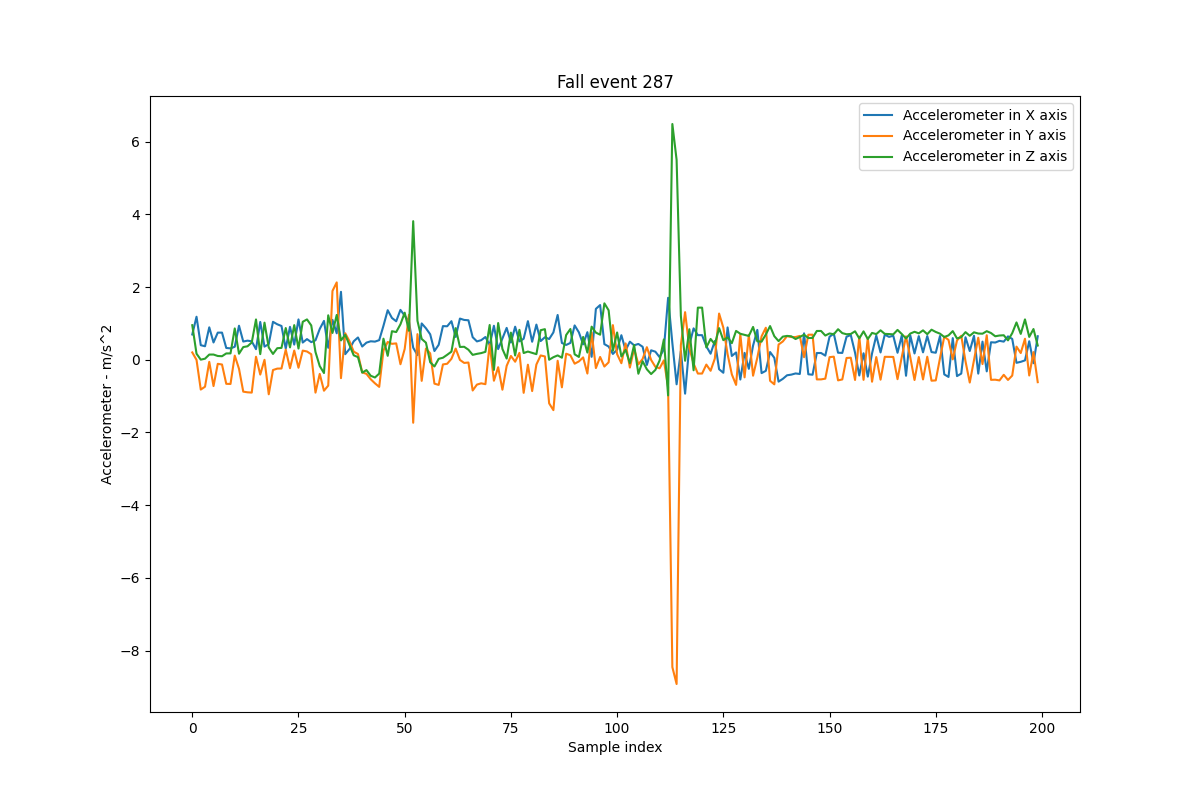 Fall event 287
Accelerometer in X axis
Accelerometer in Y axis
Accelerometer in Z axis
6
4
2
0
−2
−4
−6
−8
Accelerometer - m/s^2
0 25 50 75 100 125 150 175 200
Sample index